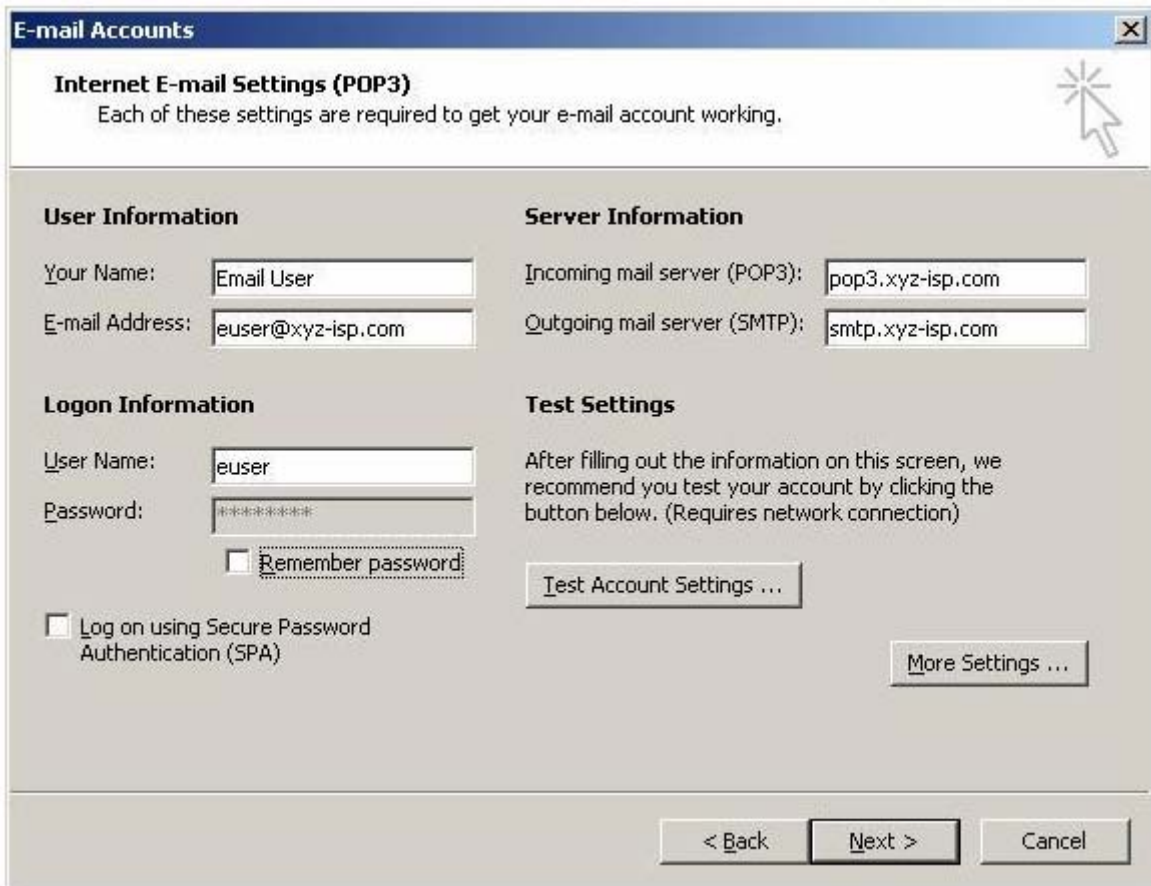 E-mail Accounts
Internet E-mail Settings (POP3)
Each of these settings are required to get your e-mail account working.
User Information
Your Name: Email User
E-mail Address: euser@xyz-isp.com
Server Information
Incoming mail server (POP3): pop3.xyz-isp.com
Outgoing mail server (SMTP): smtp.xyz-isp.com
Logon Information
User Name: euser
Password: ********
Remember password
Log on using Secure Password
Authentication (SPA)
Test Settings
After filling out the information on this screen, we
recommend you test your account by clicking the
button below. (Requires network connection)
Test Account Settings ...
More Settings ...
< Back
Next >
Cancel